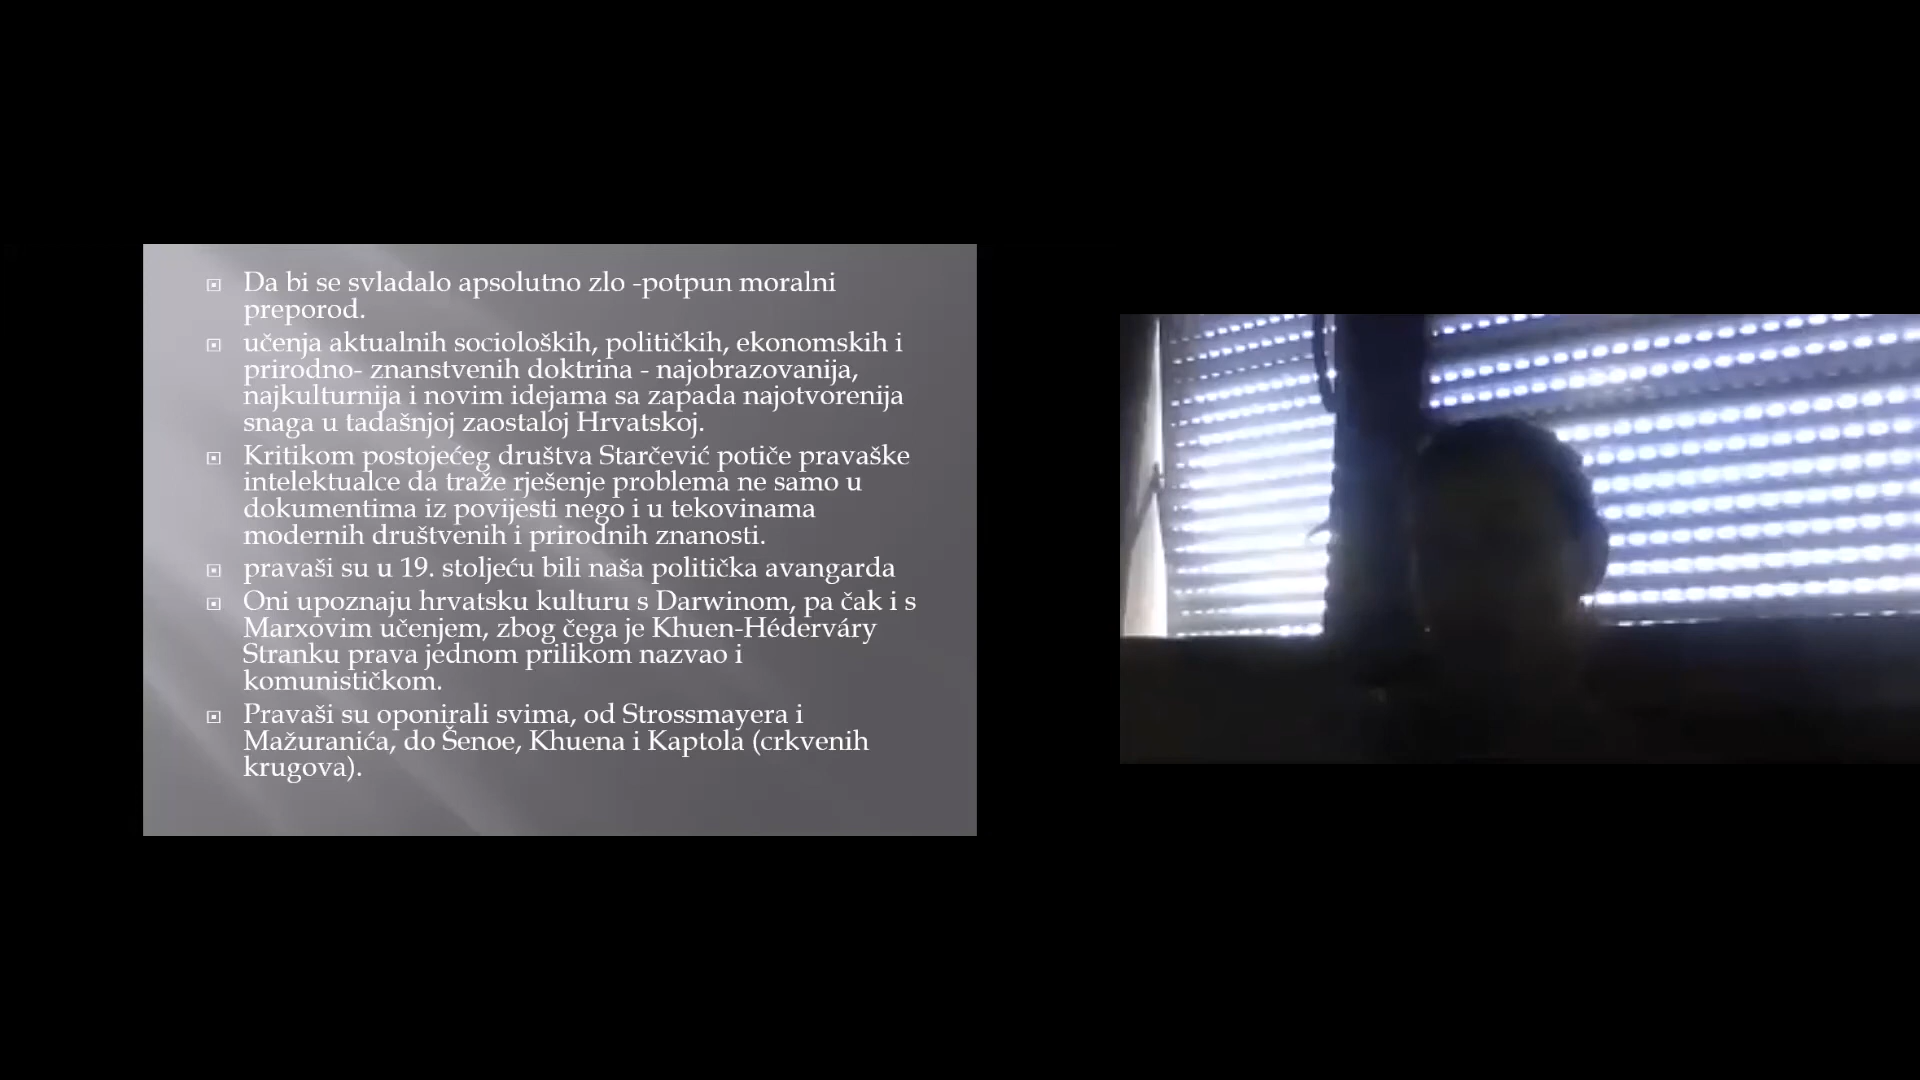 Da bi se svladalo apsolutno zlo -potpun moralni
preporod.
učenja aktualnih socioloških, političkih, ekonomskih i
prirodno- znanstvenih doktrina - najobrazovanija,
najkulturnija i novim idejama sa zapada najotvorenija
snaga u tadašnjoj zaostaloj Hrvatskoj.
Kritikom postojećeg društva Starčević potiče pravaške
intelektualce da traže rješenje problema ne samo u
dokumentima iz povijesti nego i u tekovinama
modernih društvenih i prirodnih znanosti.
pravaši su u 19. stoljeću bili naša politička avangarda
Oni upoznaju hrvatsku kulturu s Darwinom, pa čak i s
Marxovim učenjem, zbog čega je Khuen-Héderváry
Stranku prava jednom prilikom nazvao i
komunističkom.
Pravaši su oponirali svima, od Strossmayera i
Mažuranića, do Šenoe, Khuena i Kaptola (crkvenih
krugova).